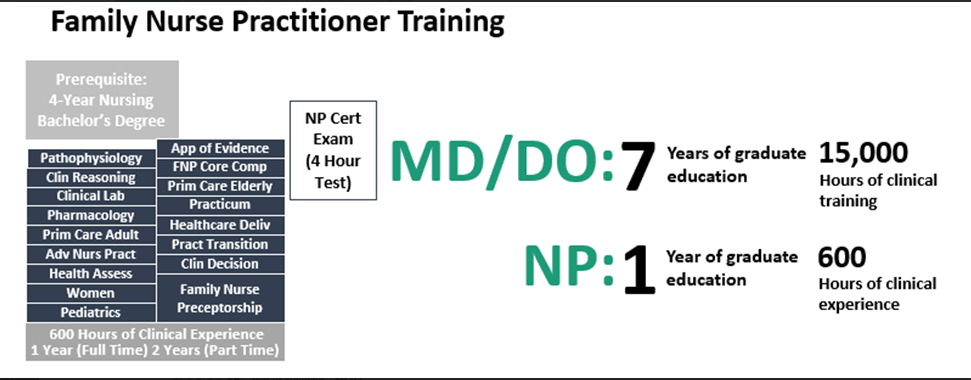 Family Nurse Practitioner Training
Prerequisite:
4-Year Nursing
Bachelor's Degree
Pathophysiology
Clin Reasoning
Clinical Lab
Pharmacology
Prim Care Adult
Adv Nurs Pract
Health Assess
Women
Pediatrics
App of Evidence
FNP Core Comp
Prim Care Elderly
Practicum
Healthcare Deliv
Pract Transition
Clin Decision
Family Nurse
Preceptorship
600 Hours of Clinical Experience
1 Year (Full Time) 2 Years (Part Time)
NP Cert
Exam
(4 Hour
Test)
MD/DO: 7
Years of graduate
education
15,000
Hours of clinical
training
NP: 1
Year of graduate
education
600
Hours of clinical
experience